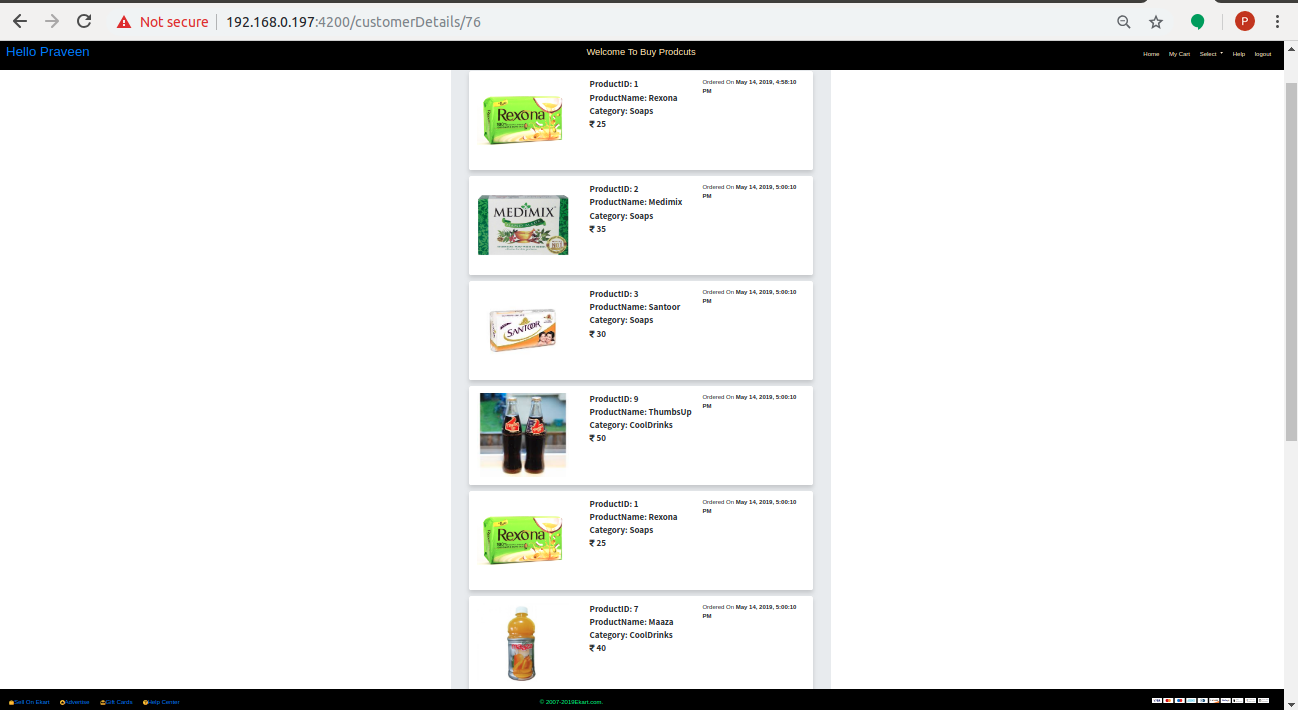 Not secure
192.168.0.197:4200/customerDetails/76
P
Hello Praveen
Welcome To Buy Prodcuts
Home My Cart Select Help logout
Rexona
ProductID: 1
ProductName: Rexona
Category: Soaps
₹ 25
Ordered On May 14, 2019, 4:58:10
PM
MEDIMIX
ProductID: 2
ProductName: Medimix
Category: Soaps
₹ 35
Ordered On May 14, 2019, 5:00:10
PM
SANTOOR
ProductID: 3
ProductName: Santoor
Category: Soaps
₹ 30
Ordered On May 14, 2019, 5:00:10
PM
ProductID: 9
ProductName: ThumbsUp
Category: CoolDrinks
₹ 50
Ordered On May 14, 2019, 5:00:10
PM
Rexona
ProductID: 1
ProductName: Rexona
Category: Soaps
₹ 25
Ordered On May 14, 2019, 5:00:10
PM
ProductID: 7
ProductName: Maaza
Category: CoolDrinks
₹ 40
Ordered On May 14, 2019, 5:00:10
PM
Sell On Ekart Advertise Gift Cards Help Center
© 2007-2019Ekart.com.